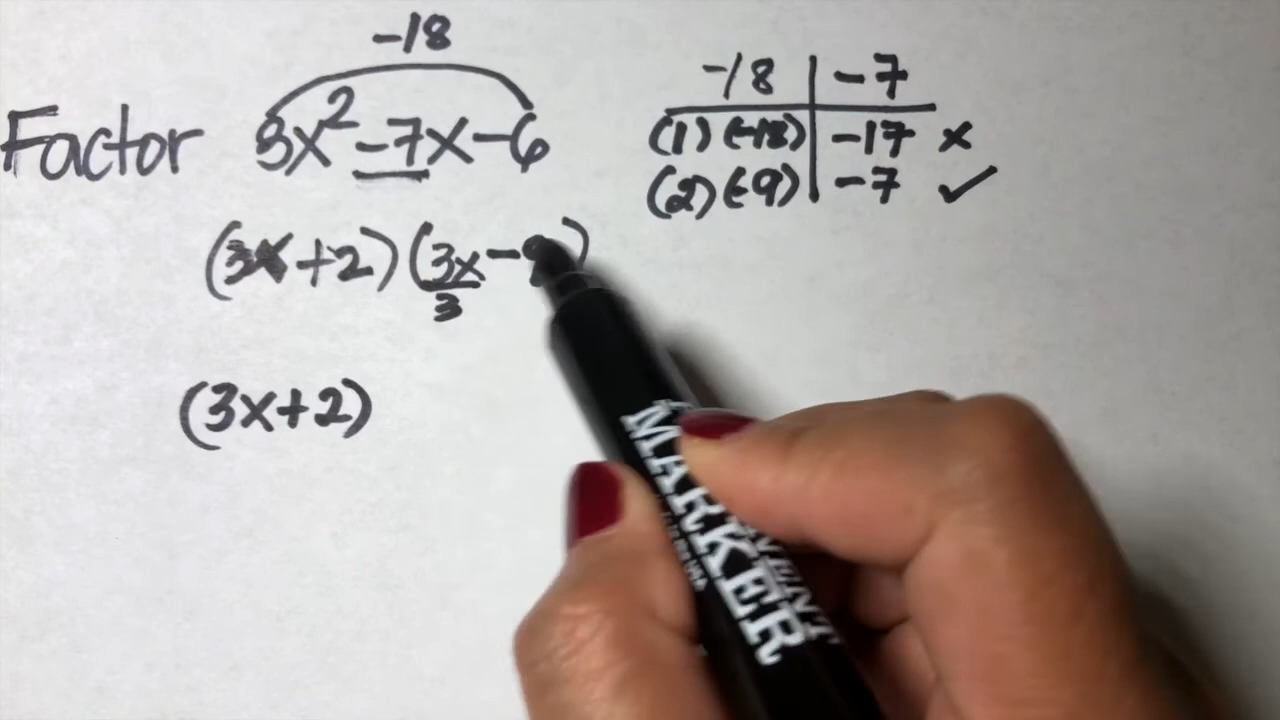 -18
Factor 3x² -7x-6
-18 | -7
(1)(-18) | -17 x
(2)(-9) | -7 ✓
(3x+2)(3x-
3
(3x+2)
MARKER